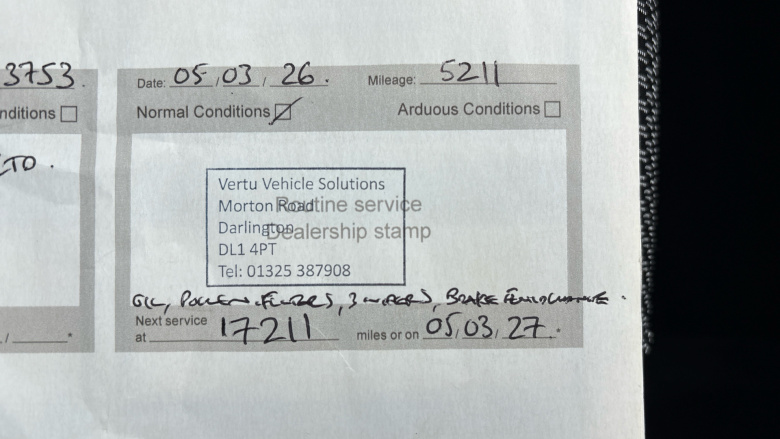 3753.
nditions
LTD.
/ *
Date: 05/03/26. Mileage: 5211
Normal Conditions Arduous Conditions
Routine service
Dealership stamp
Vertu Vehicle Solutions
Morton Road
Darlington
DL1 4PT
Tel: 01325 387908
OIL, POLLEN FILTERS, 3 WIPERS, BRAKE FLUID CHANGE.
Next service
at 17211 miles or on 05/03/27.